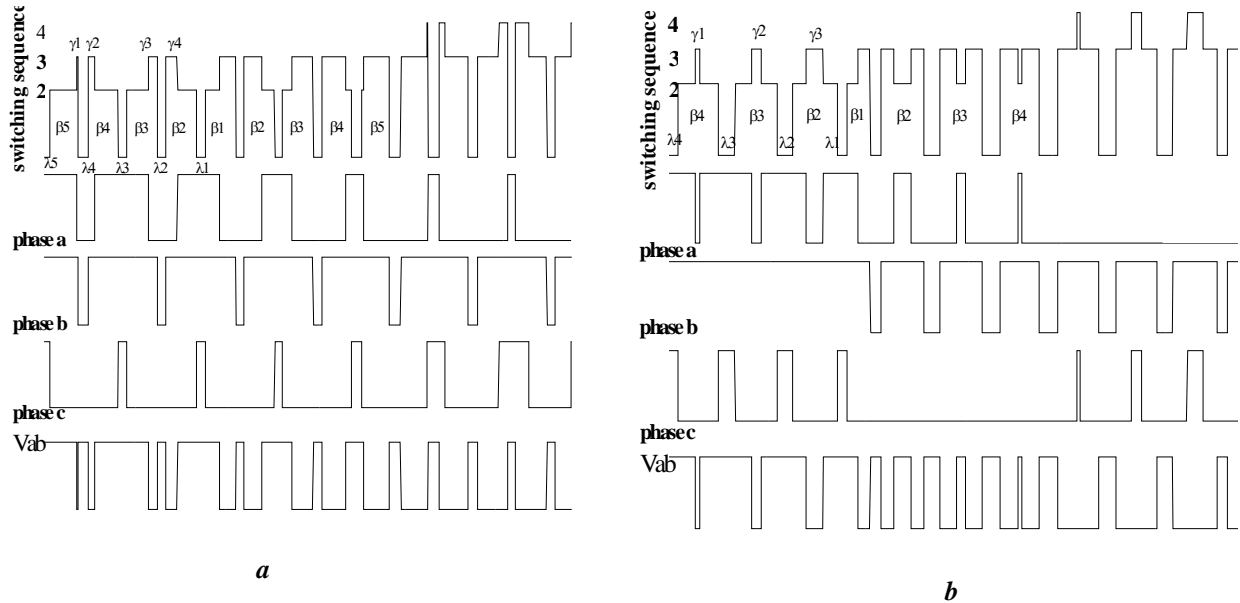 switching sequence
4
3
2
γ1 γ2 γ3 γ4
β5 β4 β3 β2 β1 β2 β3 β4 β5
λ5 λ4 λ3 λ2 λ1
phase a
phase b
phase c
Vab
a
switching sequence
4
3
2
γ1 γ2 γ3
β4 β3 β2 β1 β2 β3 β4
λ4 λ3 λ2 λ1
phase a
phase b
phase c
Vab
b